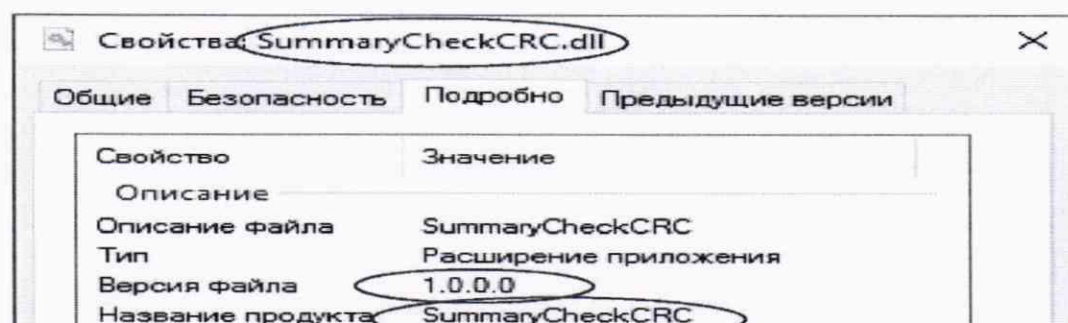 Свойства: SummaryCheckCRC.dll
Общие Безопасность Подробно Предыдущие версии
Свойство Значение
Описание
Описание файла SummaryCheckCRC
Тип Расширение приложения
Версия файла 1.0.0.0
Название продукта SummaryCheckCRC